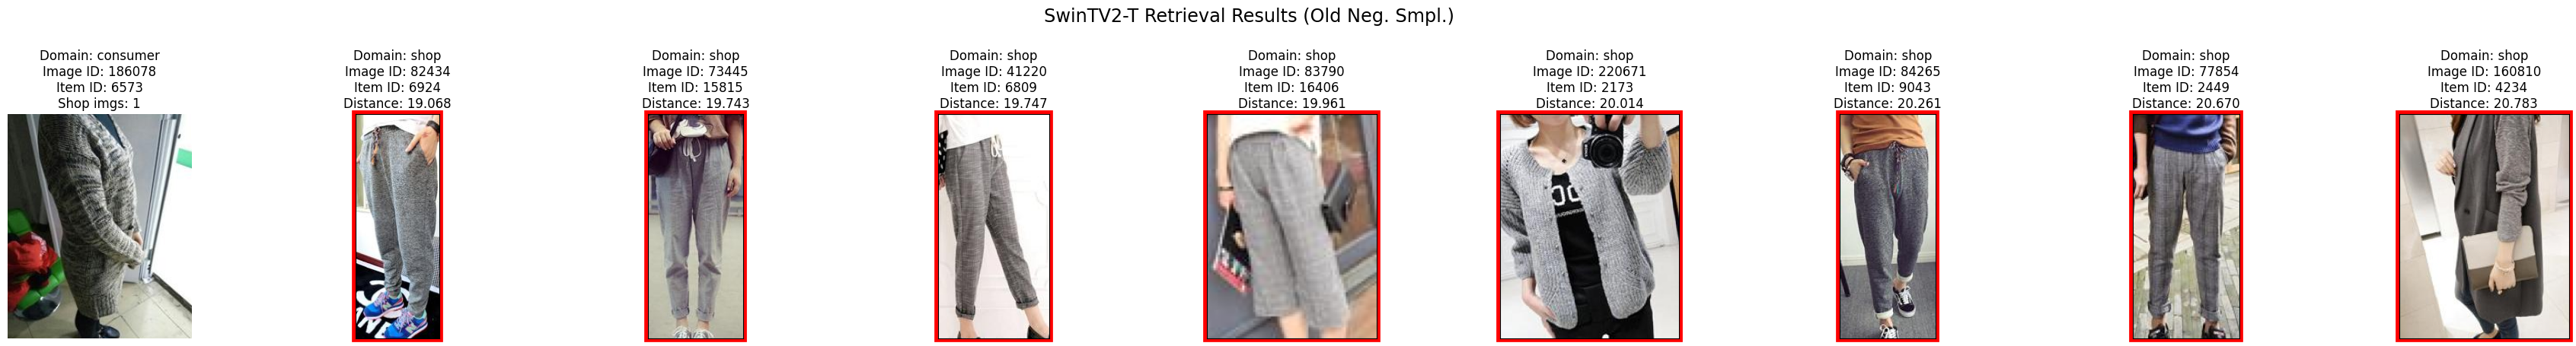 SwinTV2-T Retrieval Results (Old Neg. Smpl.)
Domain: consumer
Image ID: 186078
Item ID: 6573
Shop imgs: 1
Domain: shop
Image ID: 82434
Item ID: 6924
Distance: 19.068
Domain: shop
Image ID: 73445
Item ID: 15815
Distance: 19.743
Domain: shop
Image ID: 41220
Item ID: 6809
Distance: 19.747
Domain: shop
Image ID: 83790
Item ID: 16406
Distance: 19.961
Domain: shop
Image ID: 220671
Item ID: 2173
Distance: 20.014
Domain: shop
Image ID: 84265
Item ID: 9043
Distance: 20.261
Domain: shop
Image ID: 77854
Item ID: 2449
Distance: 20.670
Domain: shop
Image ID: 160810
Item ID: 4234
Distance: 20.783